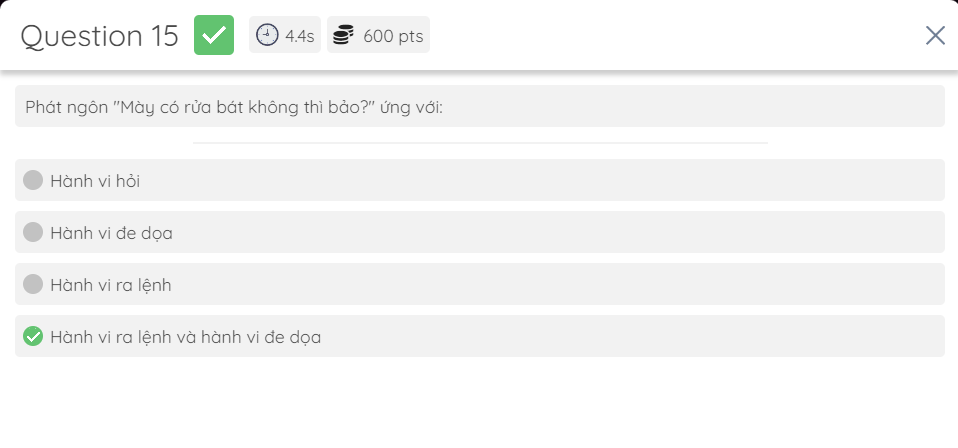 Question 15
4.4s
600 pts
Phát ngôn "Mày có rửa bát không thì bảo?" ứng với:
Hành vi hỏi
Hành vi đe dọa
Hành vi ra lệnh
Hành vi ra lệnh và hành vi đe dọa